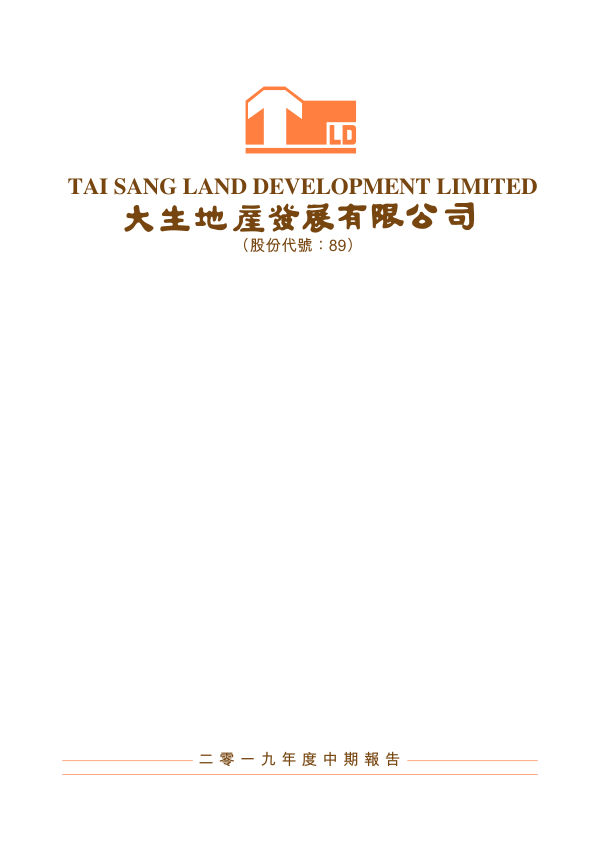 LD
TAI SANG LAND DEVELOPMENT LIMITED
大生地產發展有限公司
（股份代號：89）
二零一九年度中期報告